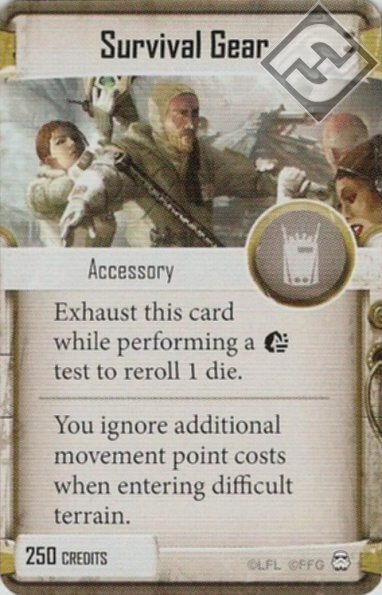 Survival Gear
Accessory
Exhaust this card
while performing a
test to reroll 1 die.
You ignore additional
movement point costs
when entering difficult
terrain.
250 CREDITS
©LFL ©FFG